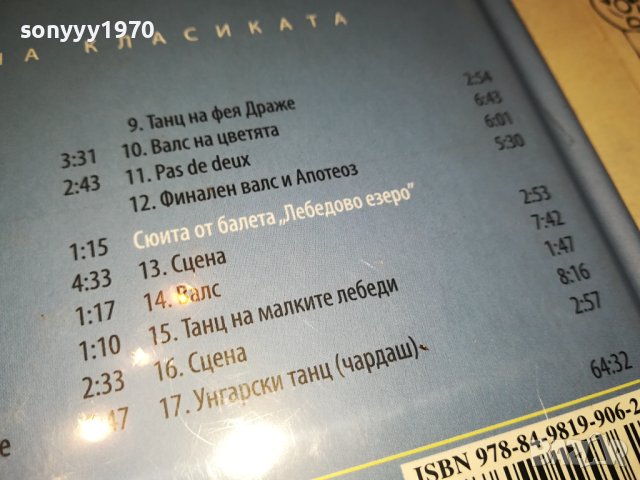 sonyyy1970
НА КЛАСИКАТА
9. Танц на фея Драже 2:54
3:31 10. Валс на цветята 6:43
2:43 11. Pas de deux 6:01
12. Финален валс и Апотеоз 5:30
Сюита от балета „Лебедово езеро”
1:15 13. Сцена 2:53
4:33 14. Валс 7:42
1:17 15. Танц на малките лебеди 1:47
1:10 16. Сцена 8:16
2:33 17. Унгарски танц (чардаш) 2:57
:47
64:32
ISBN 978-84-9819-906-2